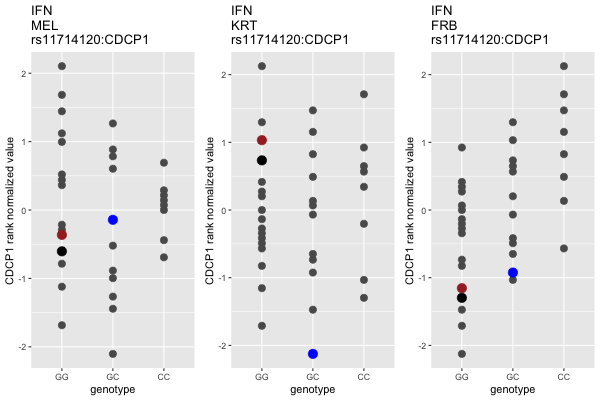 IFN
MEL
rs11714120:CDCP1
CDCP1 rank normalized value
2
1
0
-1
-2
GG
GC
CC
genotype
IFN
KRT
rs11714120:CDCP1
CDCP1 rank normalized value
2
1
0
-1
-2
GG
GC
CC
genotype
IFN
FRB
rs11714120:CDCP1
CDCP1 rank normalized value
2
1
0
-1
-2
GG
GC
CC
genotype